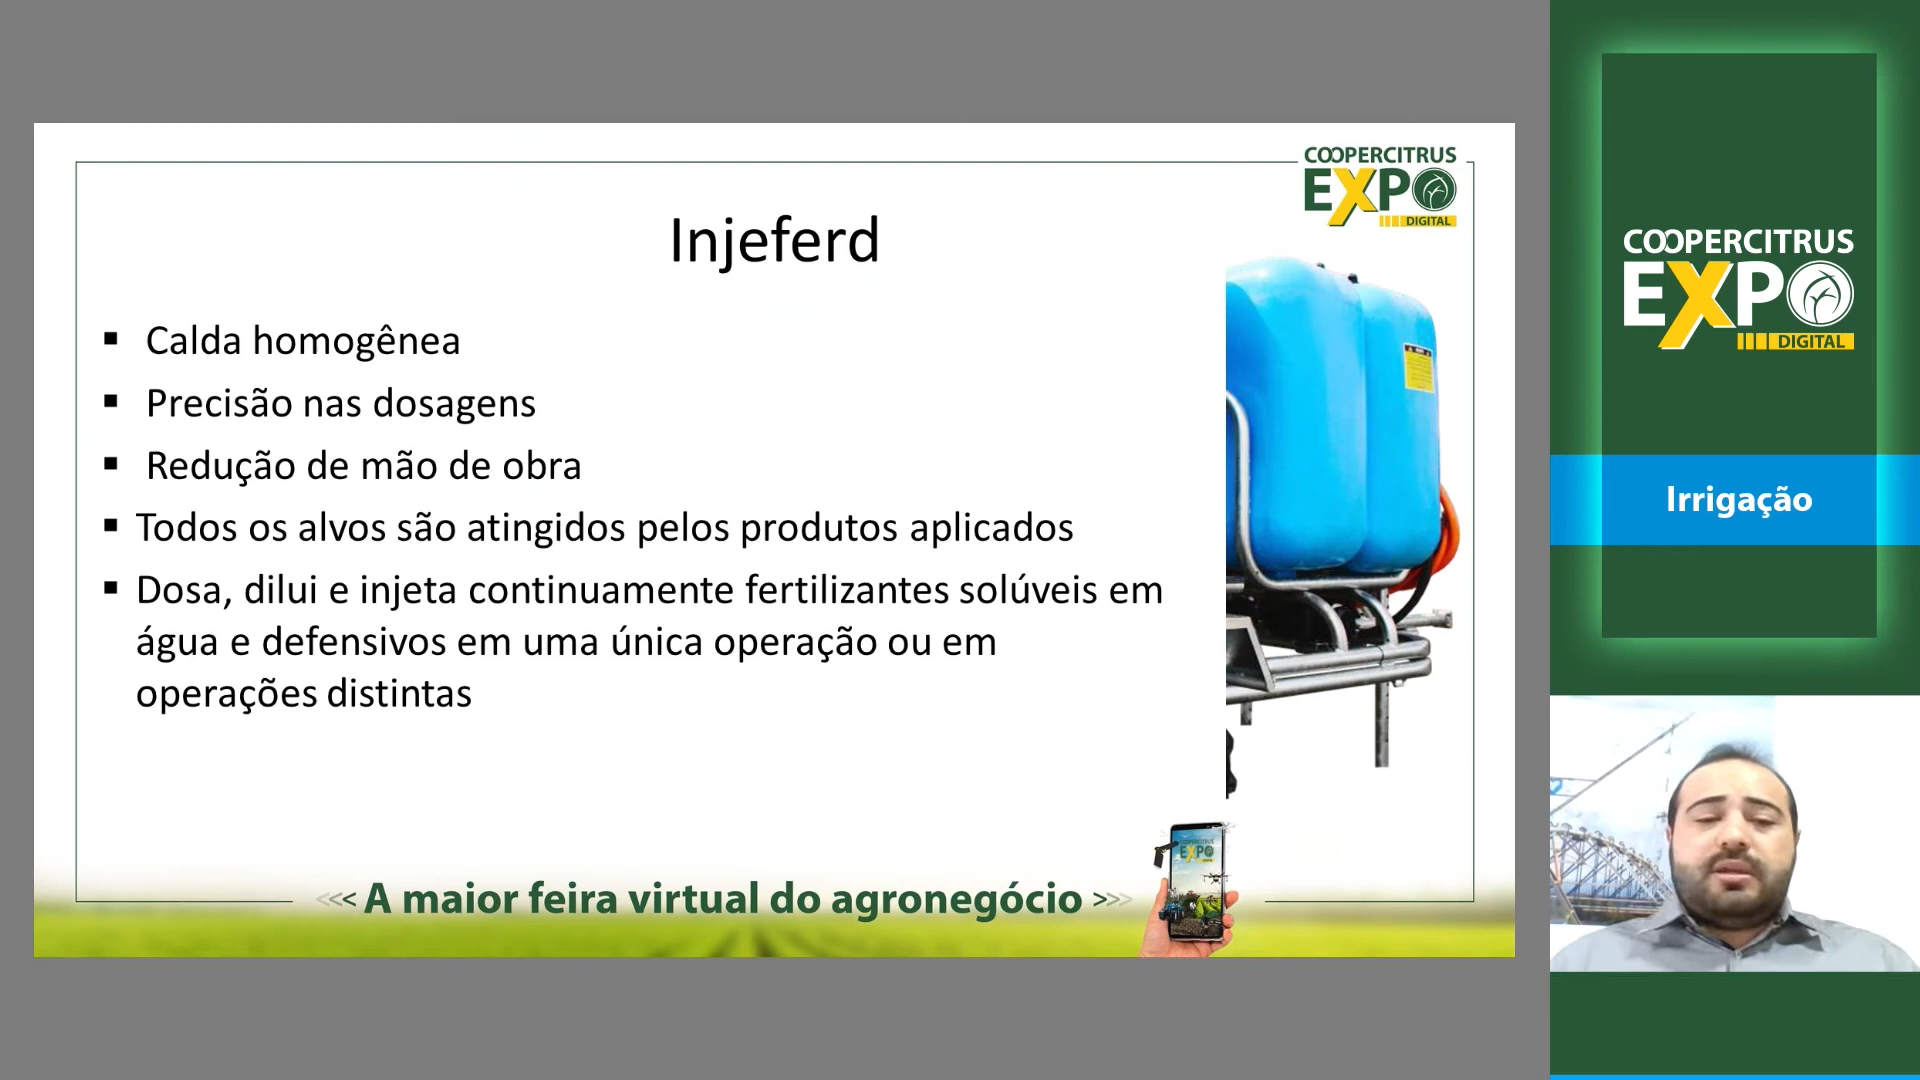 COOPERCITRUS
EXPO
DIGITAL
Injeferd
▪ Calda homogênea
▪ Precisão nas dosagens
▪ Redução de mão de obra
▪ Todos os alvos são atingidos pelos produtos aplicados
▪ Dosa, dilui e injeta continuamente fertilizantes solúveis em
água e defensivos em uma única operação ou em
operações distintas
<<< A maior feira virtual do agronegócio >>>
EXPO
COOPERCITRUS
EXPO
DIGITAL
Irrigação